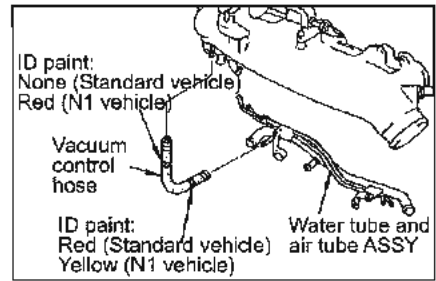 ID paint:
None (Standard vehicle)
Red (N1 vehicle)
Vacuum
control
hose
ID paint:
Red (Standard vehicle)
Yellow (N1 vehicle)
Water tube and
air tube ASSY